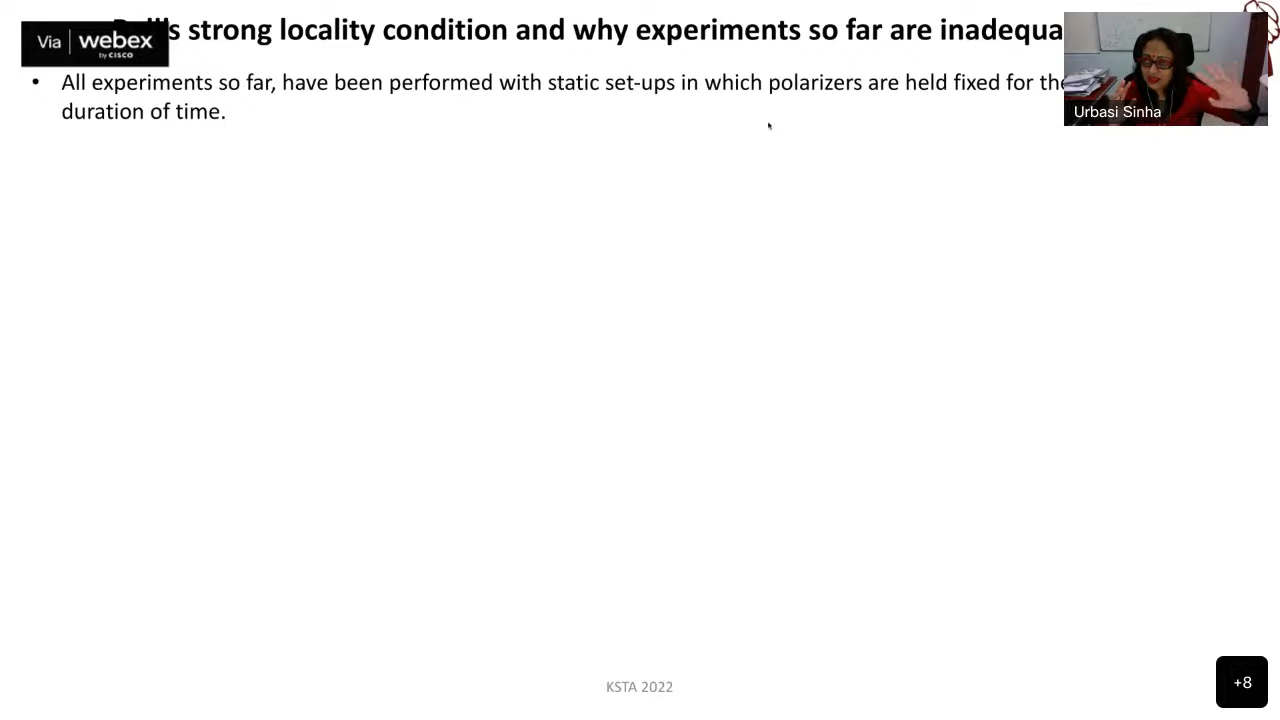 strong locality condition and why experiments so far are
Via webex
by CISCO
• All experiments so far, have been performed with static set-ups in which polarizers are held fixed for the
duration of time.
Urbasi Sinha
KSTA 2022
+8